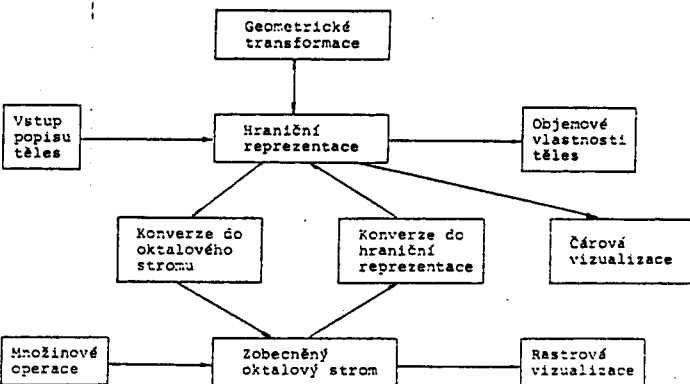 Geometrické
transformace
Vstup
popisu
těles
Hraniční
reprezentace
Objemové
vlastnosti
těles
Konverze do
oktalového
stromu
Konverze do
hraniční
reprezentace
Čárová
vizualizace
Množinové
operace
Zobecněný
oktalový strom
Rastrová
vizualizace